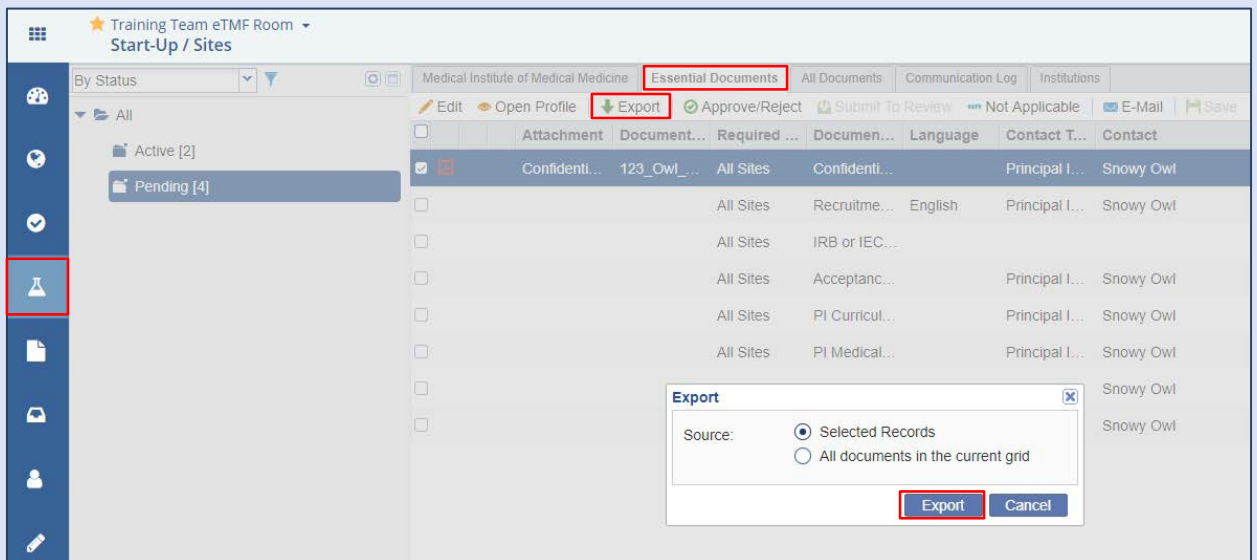 Training Team eTMF Room
Start-Up / Sites
By Status
All
Active [2]
Pending [4]
Medical Institute of Medical Medicine Essential Documents All Documents Communication Log Institutions
Edit Open Profile Export Approve/Reject Submit To Review Not Applicable E-Mail Save
Attachment Document... Required ... Documen... Language Contact T... Contact
Confidenti... 123_Owl_... All Sites Confidenti... Principal I... Snowy Owl
All Sites Recruitme... English Principal I... Snowy Owl
All Sites IRB or IEC...
All Sites Acceptanc... Principal I... Snowy Owl
All Sites PI Curricul... Principal I... Snowy Owl
All Sites PI Medical... Principal I... Snowy Owl
Snowy Owl
Snowy Owl
Export
Source: Selected Records
All documents in the current grid
Export Cancel